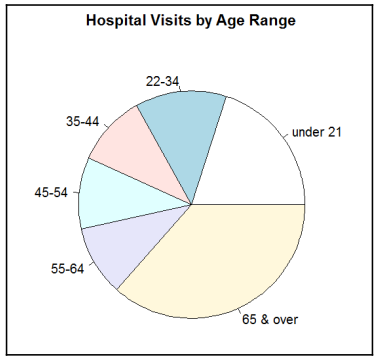 Hospital Visits by Age Range
22-34
35-44
under 21
45-54
55-64
65 & over